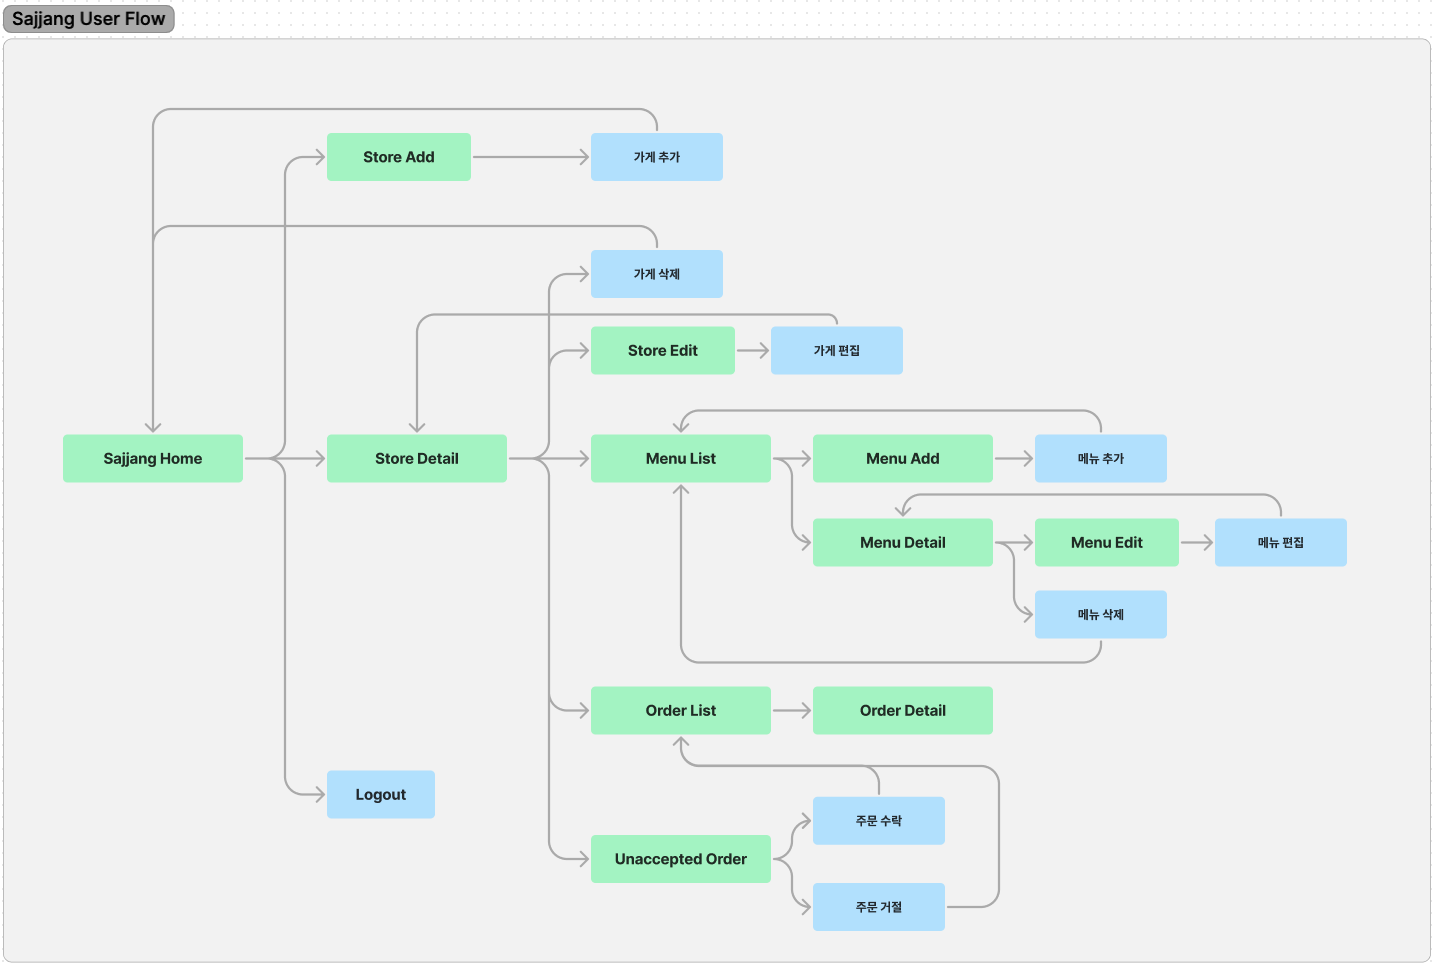 Sajjang User Flow
Store Add
가게 추가
가게 삭제
Store Edit
가게 편집
Sajjang Home
Store Detail
Menu List
Menu Add
메뉴 추가
Menu Detail
Menu Edit
메뉴 편집
메뉴 삭제
Order List
Order Detail
Logout
주문 수락
Unaccepted Order
주문 거절